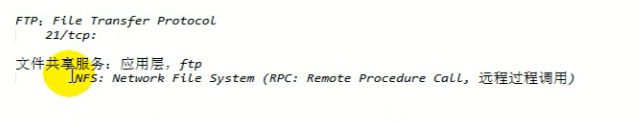 FTP: File Transfer Protocol
21/tcp:
文件共享服务: 应用层, ftp
NFS: Network File System (RPC: Remote Procedure Call, 远程过程调用)